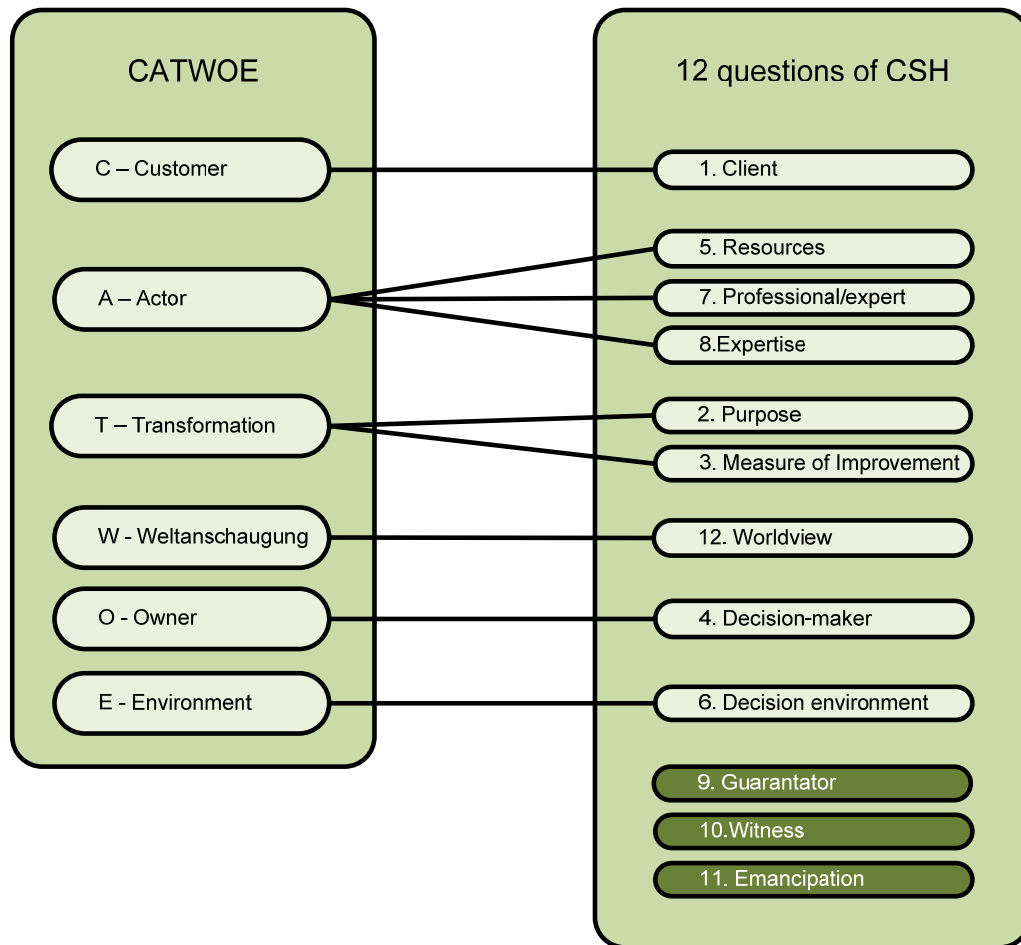 CATWOE
C – Customer
A – Actor
T – Transformation
W - Weltanschaugung
O - Owner
E - Environment
12 questions of CSH
1. Client
5. Resources
7. Professional/expert
8.Expertise
2. Purpose
3. Measure of Improvement
12. Worldview
4. Decision-maker
6. Decision environment
9. Guarantator
10.Witness
11. Emancipation